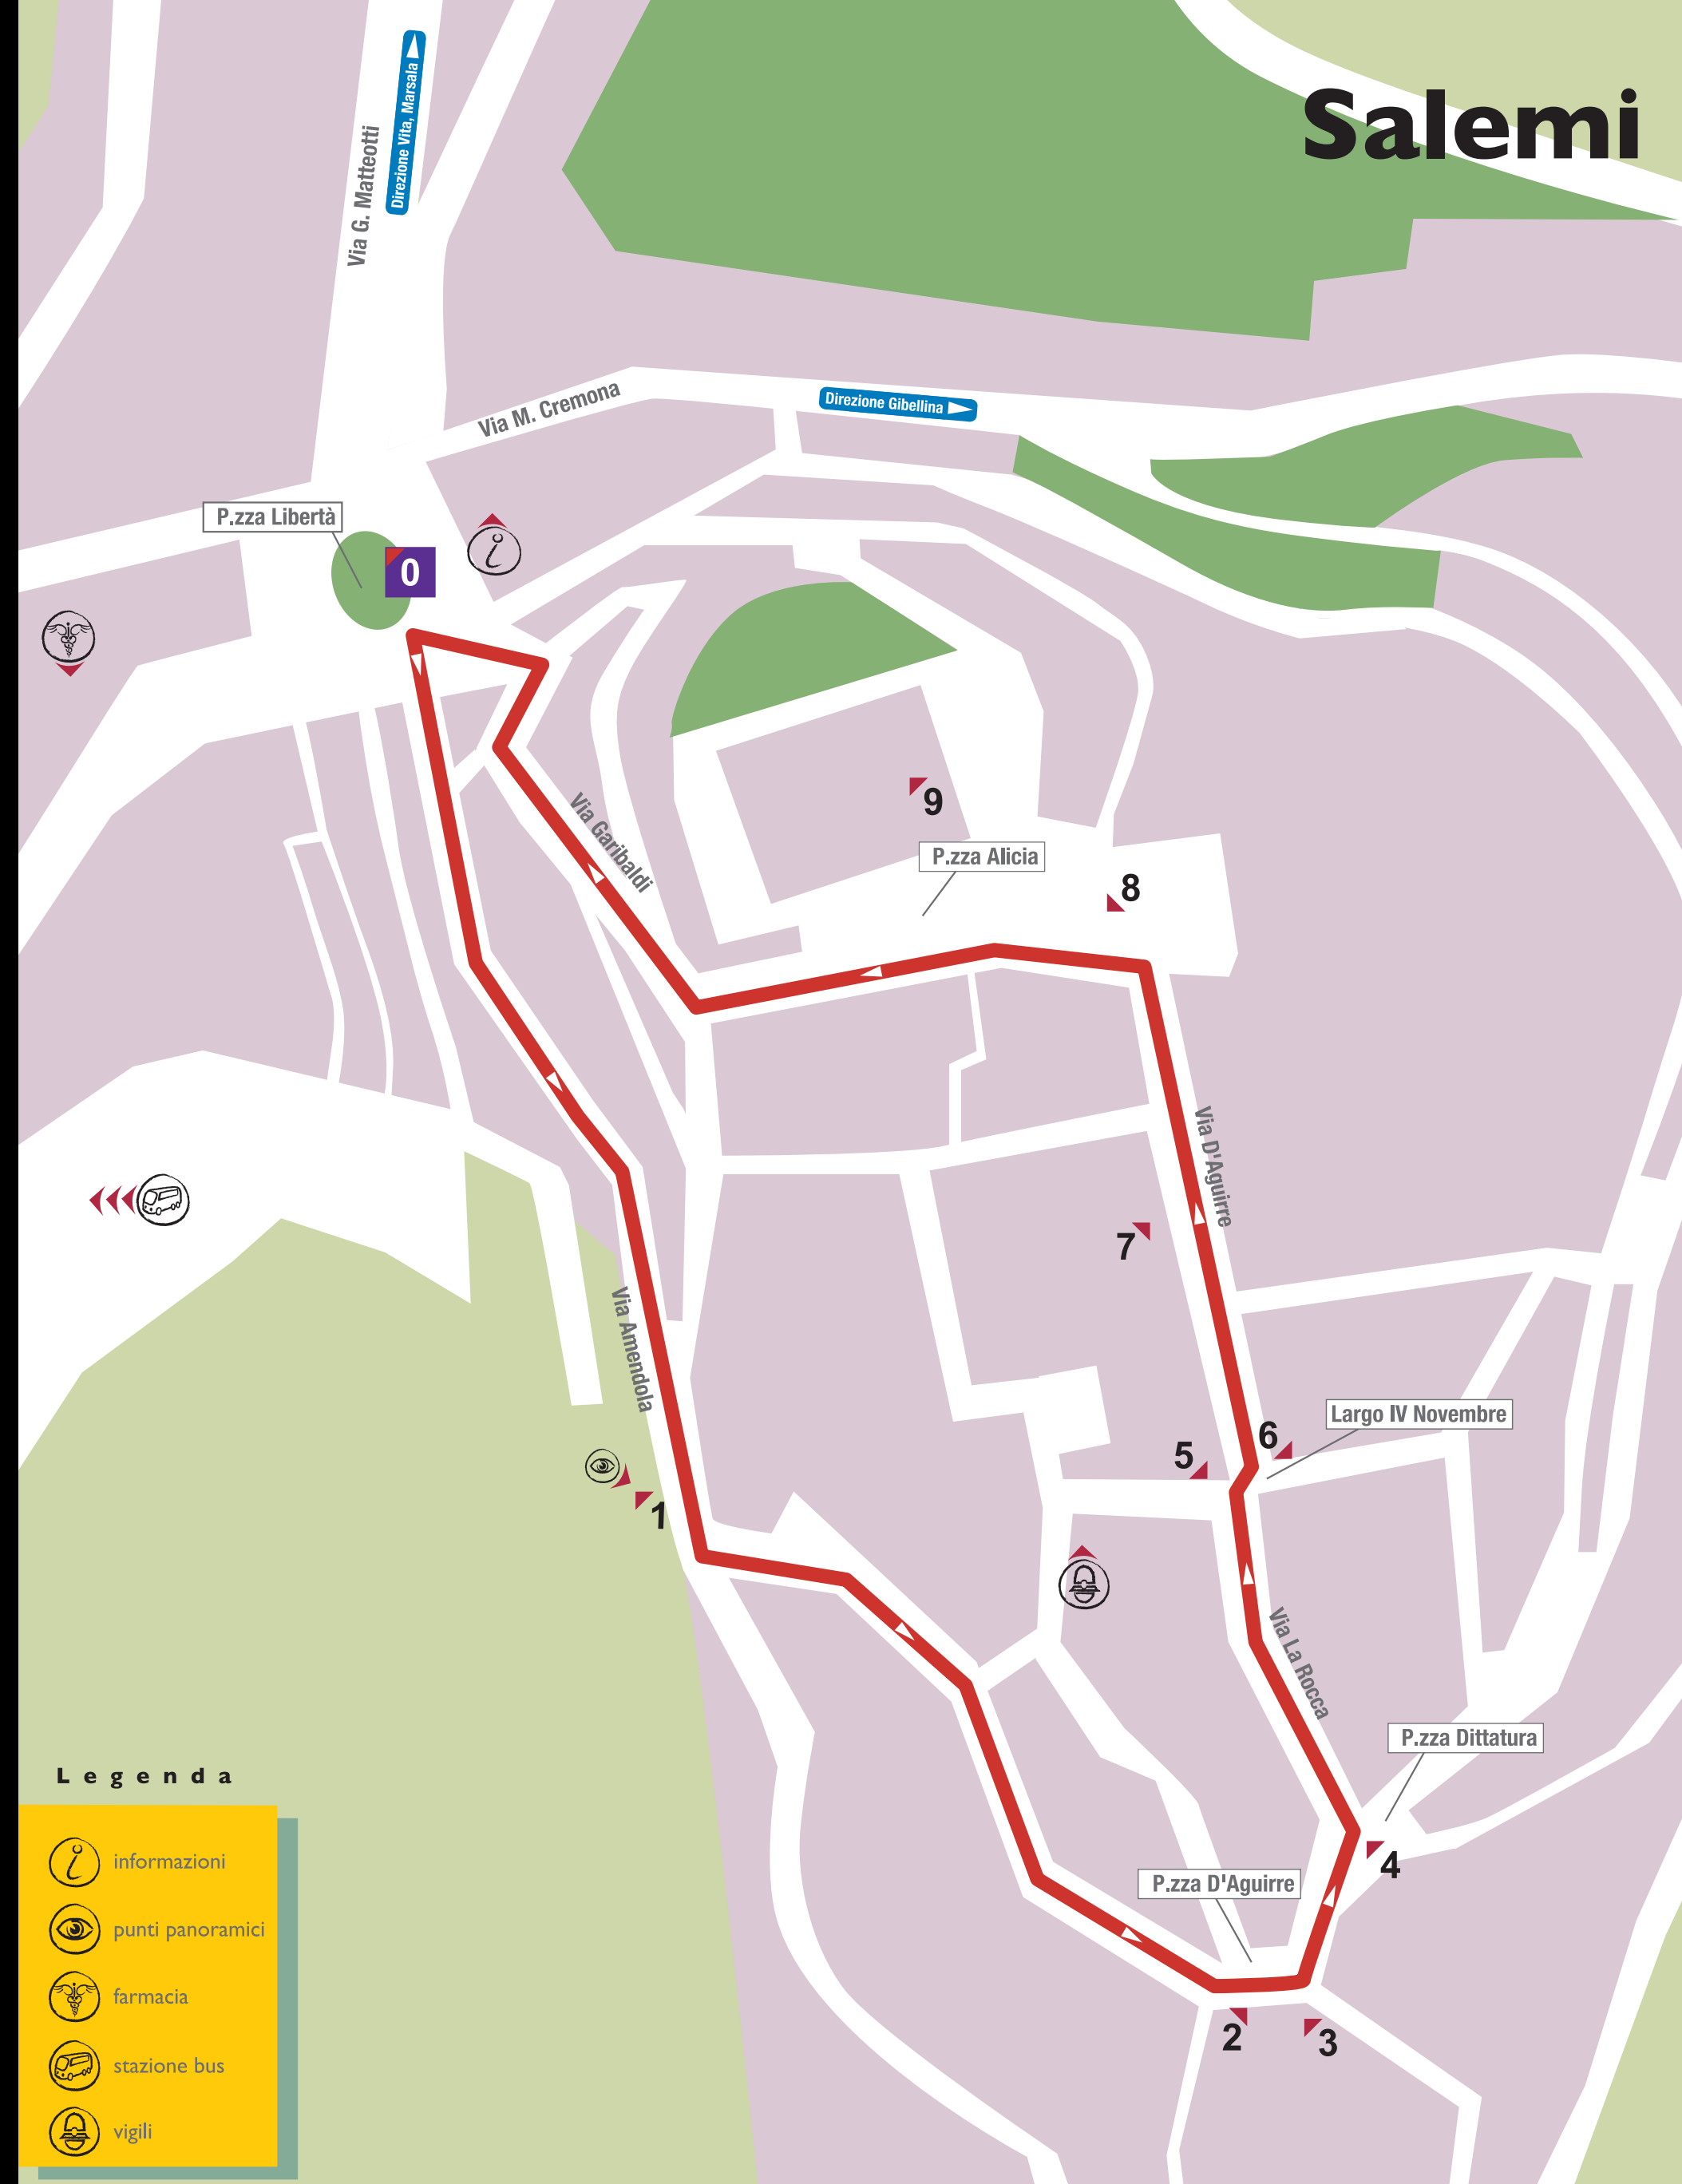 Salemi
Direzione Vita, Marsala
Via G. Matteotti
Via M. Cremona
Direzione Gibellina
P.zza Libertà
0
Via Garibaldi
9
P.zza Alicia
8
Via D'Aguirre
7
Via Amendola
Largo IV Novembre
6
5
1
Via La Rocca
P.zza Dittatura
4
P.zza D'Aguirre
2
3
Legenda
informazioni
punti panoramici
farmacia
stazione bus
vigili